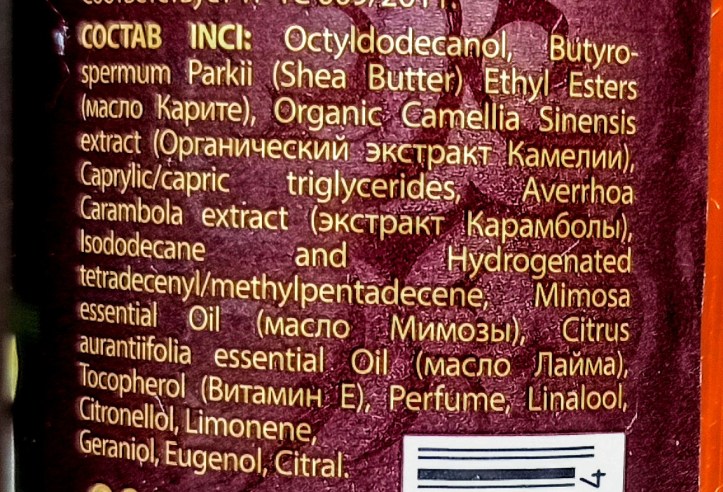 СОСТАВ INCI: Octyldodecanol, Butyro-
spermum Parkii (Shea Butter) Ethyl Esters
(масло Карите), Organic Camellia Sinensis
extract (Органический экстракт Камелии),
Caprylic/capric triglycerides, Averrhoa
Carambola extract (экстракт Карамболы),
Isododecane and Hydrogenated
tetradecenyl/methylpentadecene, Mimosa
essential Oil (масло Мимозы), Citrus
aurantiifolia essential Oil (масло Лайма),
Tocopherol (Витамин Е), Perfume, Linalool,
Citronellol, Limonene,
Geraniol, Eugenol, Citral.
4